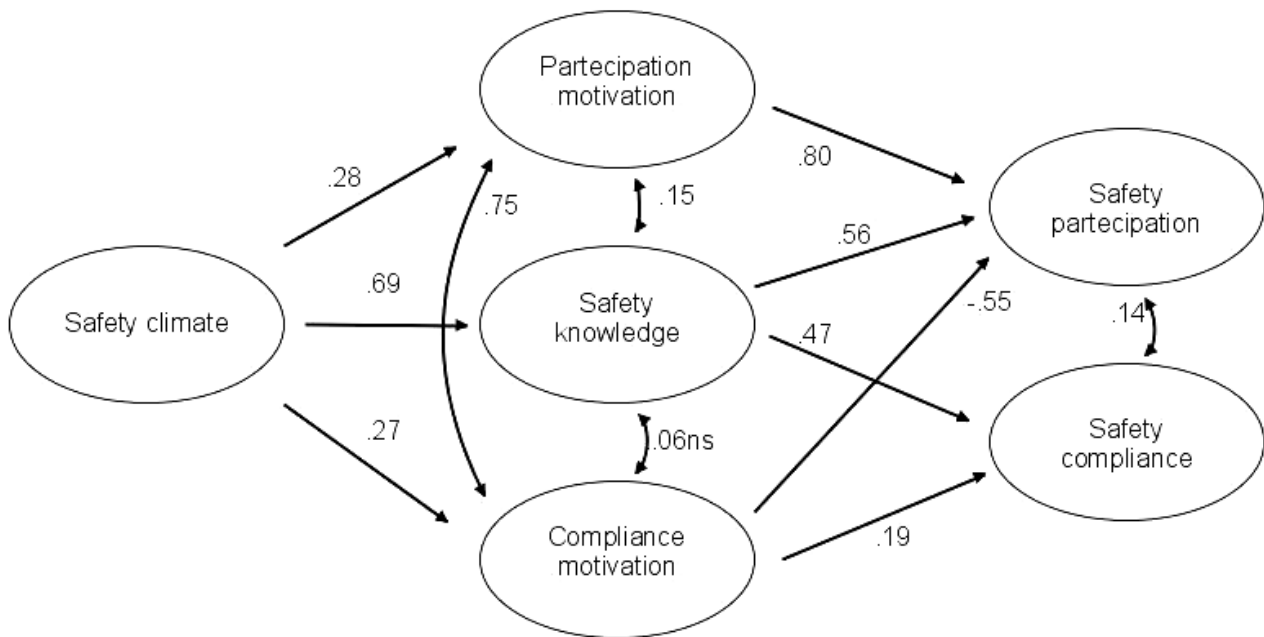 Partecipation
motivation
.80
.28
.75
.15
Safety
partecipation
.56
.69
Safety climate
Safety
knowledge
-.55
.14
.47
.27
.06ns
Safety
compliance
Compliance
motivation
.19